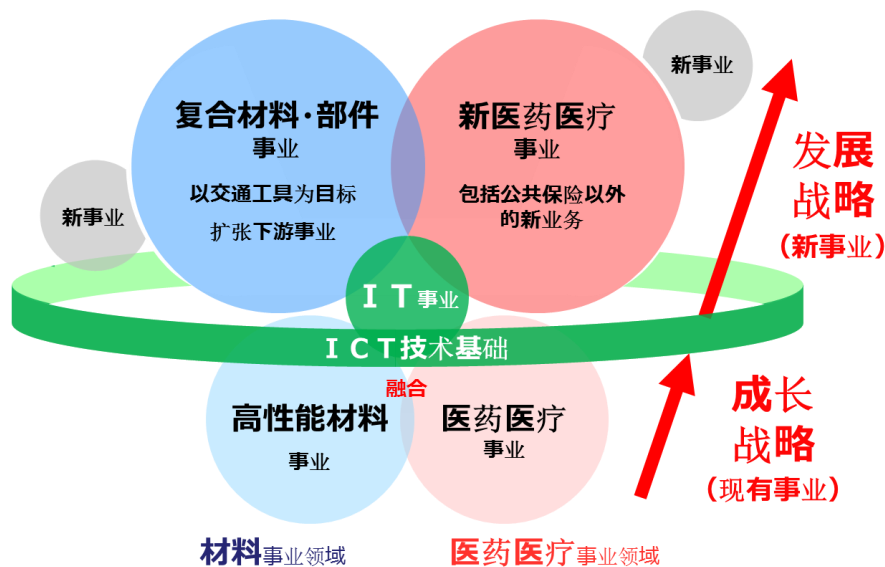 新事业
复合材料·部件
事业
以交通工具为目标
扩张下游事业
新医药医疗
事业
包括公共保险以外
的新业务
新事业
发展
战略
（新事业）
ＩＴ事业
ＩＣＴ技术基础
融合
高性能材料
事业
医药医疗
事业
成长
战略
（现有事业）
材料事业领域
医药医疗事业领域